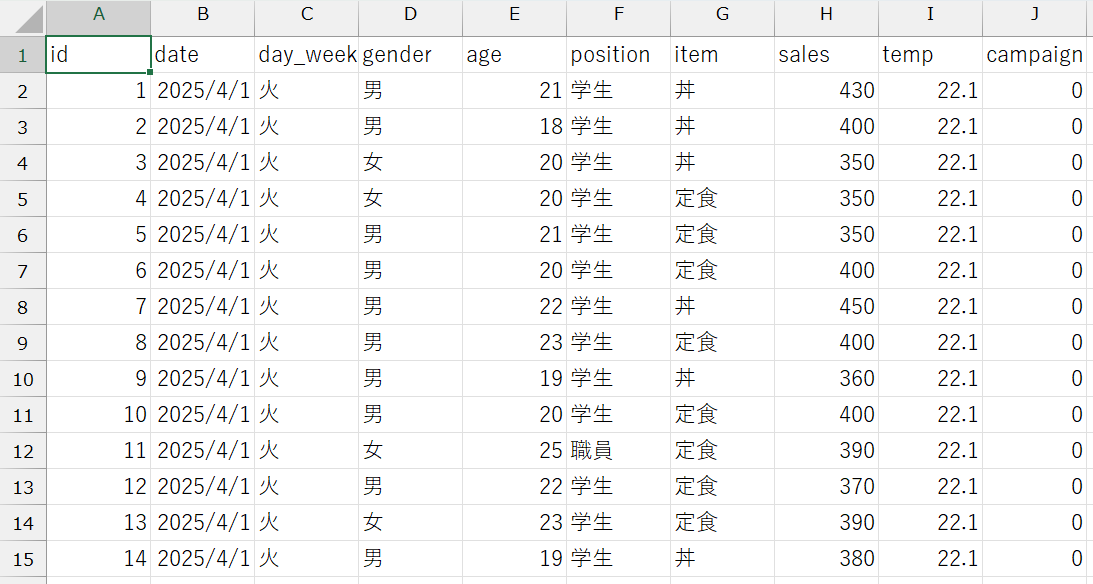 A B C D E F G H I J
1 id date day_week gender age position item sales temp campaign
2 1 2025/4/1 火 男 21 学生 丼 430 22.1 0
3 2 2025/4/1 火 男 18 学生 丼 400 22.1 0
4 3 2025/4/1 火 女 20 学生 丼 350 22.1 0
5 4 2025/4/1 火 女 20 学生 定食 350 22.1 0
6 5 2025/4/1 火 男 21 学生 定食 350 22.1 0
7 6 2025/4/1 火 男 20 学生 定食 400 22.1 0
8 7 2025/4/1 火 男 22 学生 丼 450 22.1 0
9 8 2025/4/1 火 男 23 学生 定食 400 22.1 0
10 9 2025/4/1 火 男 19 学生 丼 360 22.1 0
11 10 2025/4/1 火 男 20 学生 定食 400 22.1 0
12 11 2025/4/1 火 女 25 職員 定食 390 22.1 0
13 12 2025/4/1 火 男 22 学生 定食 370 22.1 0
14 13 2025/4/1 火 女 23 学生 定食 390 22.1 0
15 14 2025/4/1 火 男 19 学生 丼 380 22.1 0